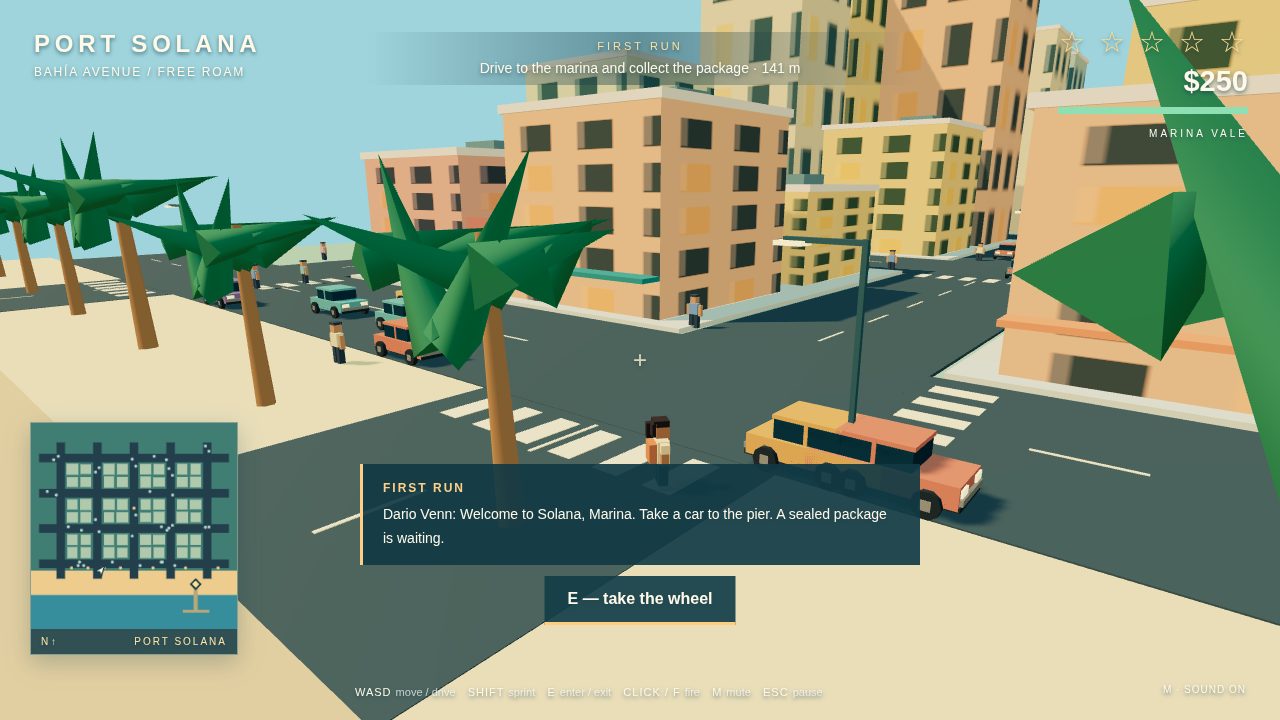 PORT SOLANA
BAHÍA AVENUE / FREE ROAM
FIRST RUN
Drive to the marina and collect the package · 141 m
☆ ☆ ☆ ☆ ☆
$250
MARINA VALE
FIRST RUN
Dario Venn: Welcome to Solana, Marina. Take a car to the pier. A sealed package
is waiting.
E — take the wheel
N ↑ PORT SOLANA
WASD move / drive SHIFT sprint E enter / exit CLICK / F fire M mute ESC pause
M · SOUND ON